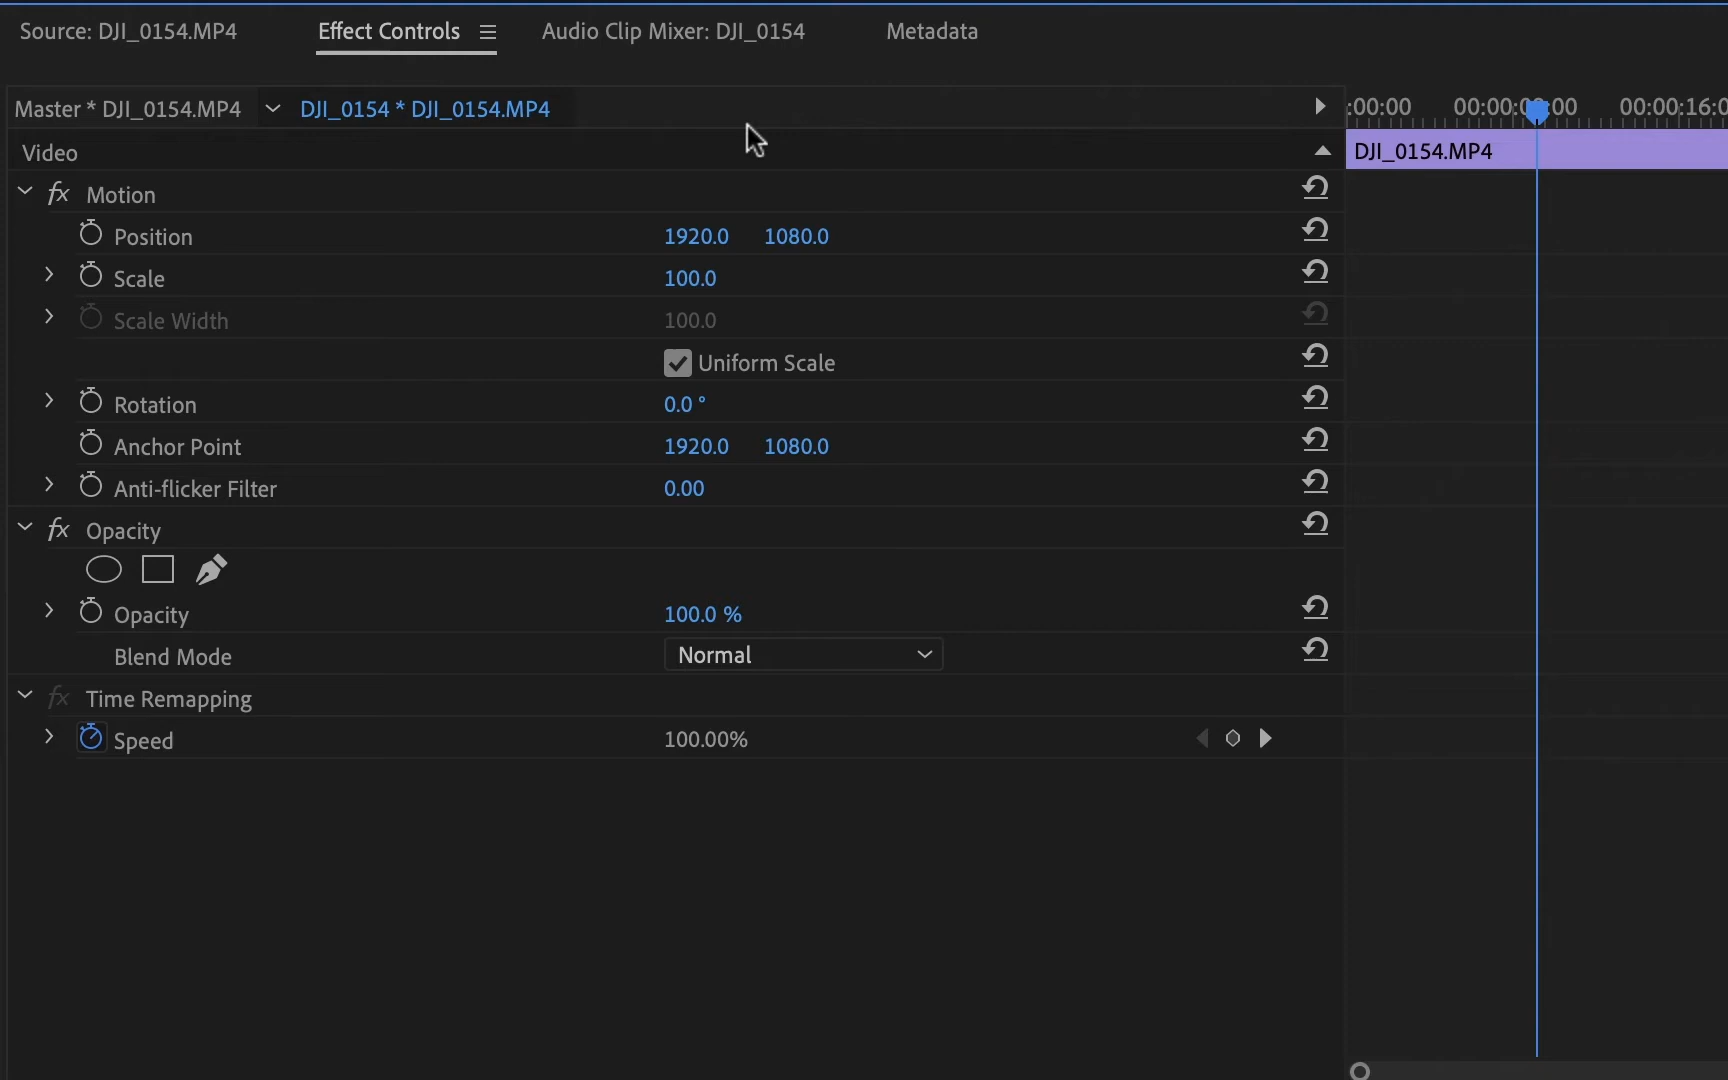 Source: DJI_0154.MP4 Effect Controls Audio Clip Mixer: DJI_0154 Metadata
Master * DJI_0154.MP4 DJI_0154 * DJI_0154.MP4 :00:00 00:00:16:0
Video DJI_0154.MP4
fx Motion
Position 1920.0 1080.0
Scale 100.0
Scale Width 100.0
Uniform Scale
Rotation 0.0 °
Anchor Point 1920.0 1080.0
Anti-flicker Filter 0.00
fx Opacity
Opacity 100.0 %
Blend Mode Normal
fx Time Remapping
Speed 100.00%